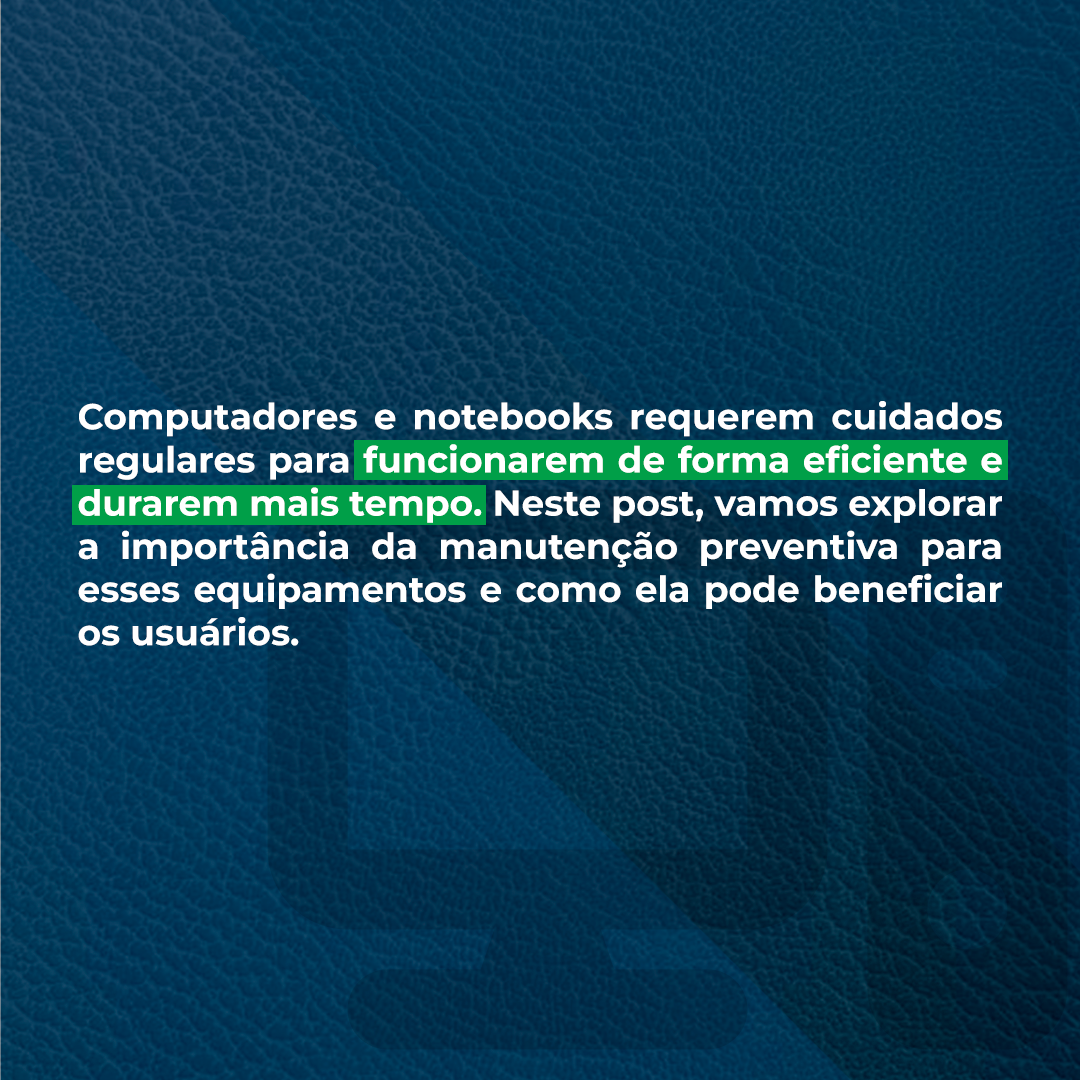 Computadores e notebooks requerem cuidados
regulares para funcionarem de forma eficiente e
durarem mais tempo. Neste post, vamos explorar
a importância da manutenção preventiva para
esses equipamentos e como ela pode beneficiar
os usuários.